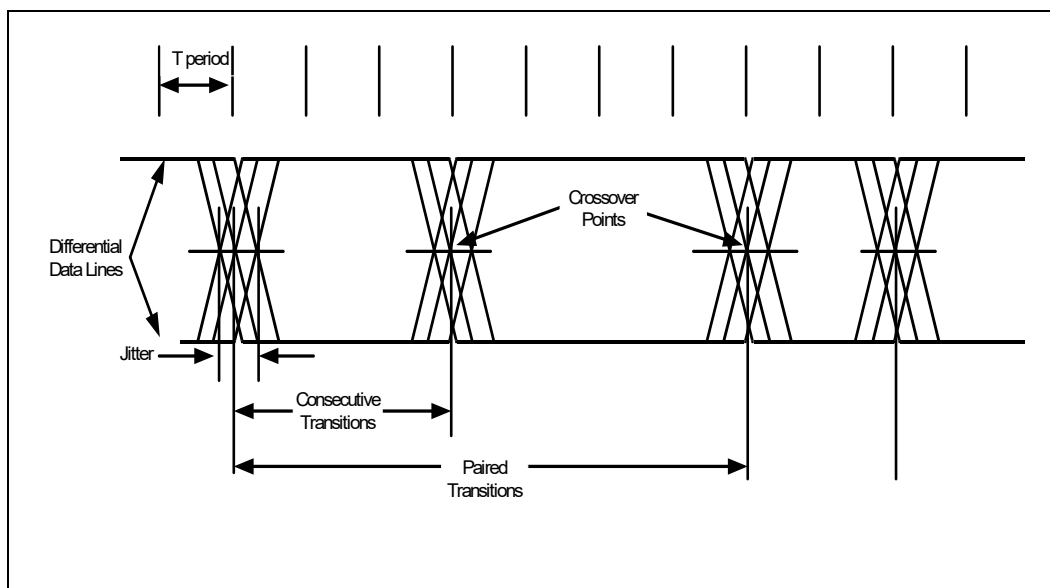 T period
Crossover
Points
Differential
Data Lines
Jitter
Consecutive
Transitions
Paired
Transitions